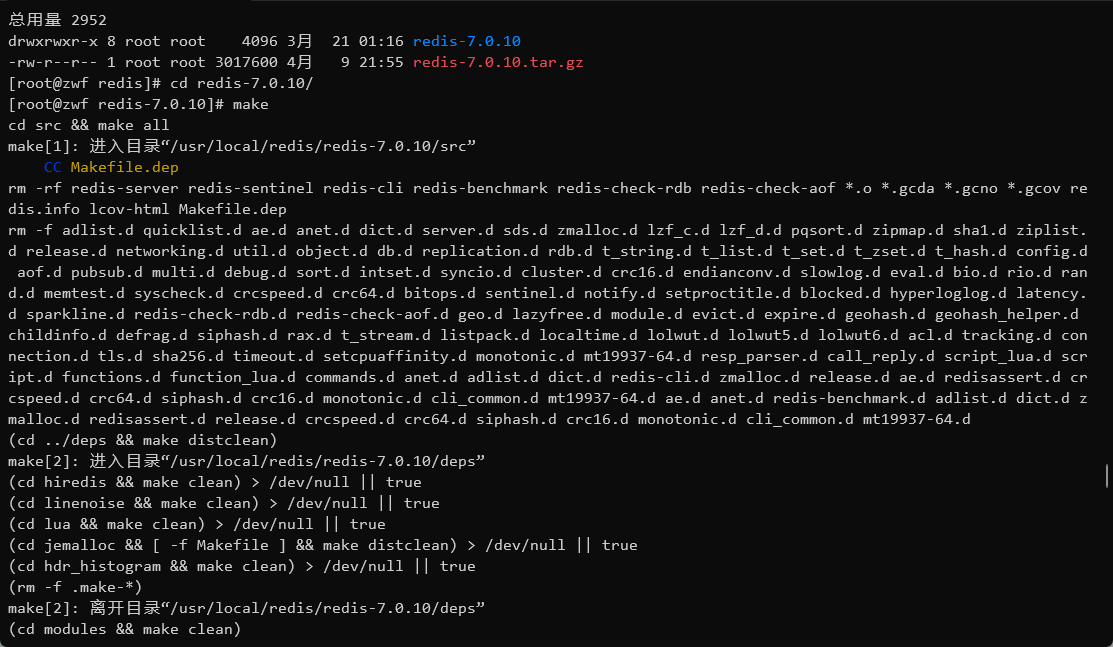 总用量 2952
drwxrwxr-x 8 root root    4096 3月  21 01:16 redis-7.0.10
-rw-r--r-- 1 root root 3017600 4月   9 21:55 redis-7.0.10.tar.gz
[root@zwf redis]# cd redis-7.0.10/
[root@zwf redis-7.0.10]# make
cd src && make all
make[1]: 进入目录“/usr/local/redis/redis-7.0.10/src”
    CC Makefile.dep
rm -rf redis-server redis-sentinel redis-cli redis-benchmark redis-check-rdb redis-check-aof *.o *.gcda *.gcno *.gcov re
dis.info lcov-html Makefile.dep
rm -f adlist.d quicklist.d ae.d anet.d dict.d server.d sds.d zmalloc.d lzf_c.d lzf_d.d pqsort.d zipmap.d sha1.d ziplist.
d release.d networking.d util.d object.d db.d replication.d rdb.d t_string.d t_list.d t_set.d t_zset.d t_hash.d config.d
 aof.d pubsub.d multi.d debug.d sort.d intset.d syncio.d cluster.d crc16.d endianconv.d slowlog.d eval.d bio.d rio.d ran
d.d memtest.d syscheck.d crcspeed.d crc64.d bitops.d sentinel.d notify.d setproctitle.d blocked.d hyperloglog.d latency.
d sparkline.d redis-check-rdb.d redis-check-aof.d geo.d lazyfree.d module.d evict.d expire.d geohash.d geohash_helper.d 
childinfo.d defrag.d siphash.d rax.d t_stream.d listpack.d localtime.d lolwut.d lolwut5.d lolwut6.d acl.d tracking.d con
nection.d tls.d sha256.d timeout.d setcpuaffinity.d monotonic.d mt19937-64.d resp_parser.d call_reply.d script_lua.d scr
ipt.d functions.d function_lua.d commands.d anet.d adlist.d dict.d redis-cli.d zmalloc.d release.d ae.d redisassert.d cr
cspeed.d crc64.d siphash.d crc16.d monotonic.d cli_common.d mt19937-64.d ae.d anet.d redis-benchmark.d adlist.d dict.d z
malloc.d redisassert.d release.d crcspeed.d crc64.d siphash.d crc16.d monotonic.d cli_common.d mt19937-64.d
(cd ../deps && make distclean)
make[2]: 进入目录“/usr/local/redis/redis-7.0.10/deps”
(cd hiredis && make clean) > /dev/null || true
(cd linenoise && make clean) > /dev/null || true
(cd lua && make clean) > /dev/null || true
(cd jemalloc && [ -f Makefile ] && make distclean) > /dev/null || true
(cd hdr_histogram && make clean) > /dev/null || true
(rm -f .make-*)
make[2]: 离开目录“/usr/local/redis/redis-7.0.10/deps”
(cd modules && make clean)